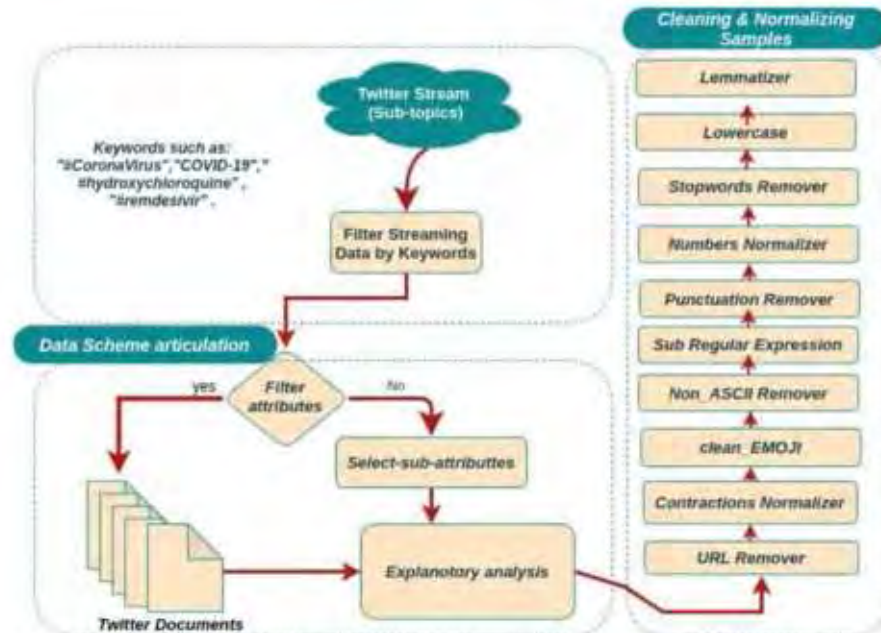 Cleaning & Normalizing
Samples
Twitter Stream
(Sub-topics)
Keywords such as:
"#CoronaVirus","COVID-19","
#hydroxychloroquine" ,
"#remdesivir" .
Filter Streaming
Data by Keywords
Data Scheme articulation
yes
Filter
attributes
No
Select-sub-attributtes
Explanotory analysis
Twitter Documents
Lemmatizer
Lowercase
Stopwords Remover
Numbers Normalizer
Punctuation Remover
Sub Regular Expression
Non_ASCII Remover
clean_EMOJI
Contractions Normalizer
URL Remover